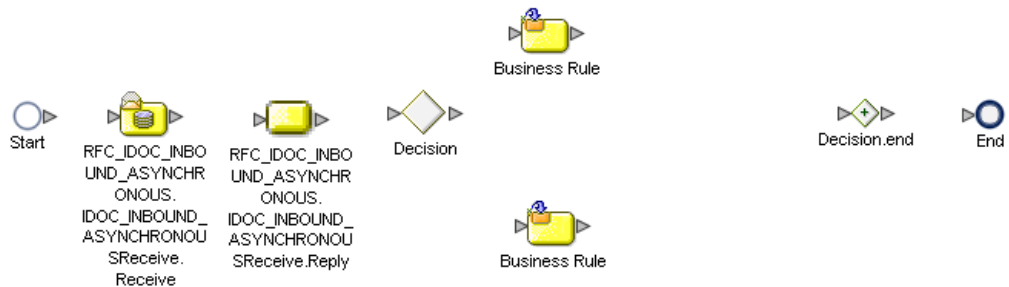 Business Rule
Start
RFC_IDOC_INBO
UND_ASYNCHR
ONOUS.
IDOC_INBOUND_
ASYNCHRONOU
SReceive.
Receive
RFC_IDOC_INBO
UND_ASYNCHR
ONOUS.
IDOC_INBOUND_
ASYNCHRONOU
SReceive.Reply
Decision
Decision.end
End
Business Rule